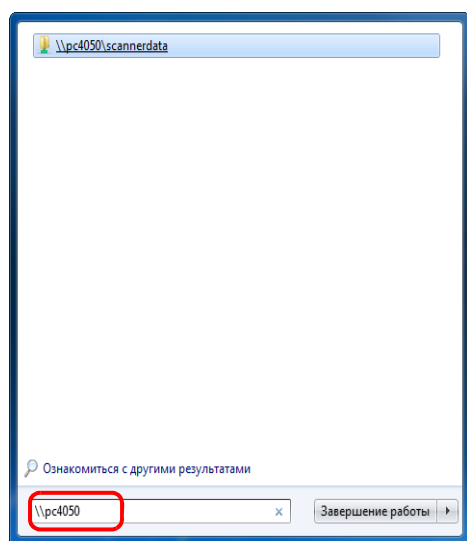 \\pc4050\scannerdata
Ознакомиться с другими результатами
\\pc4050
Завершение работы